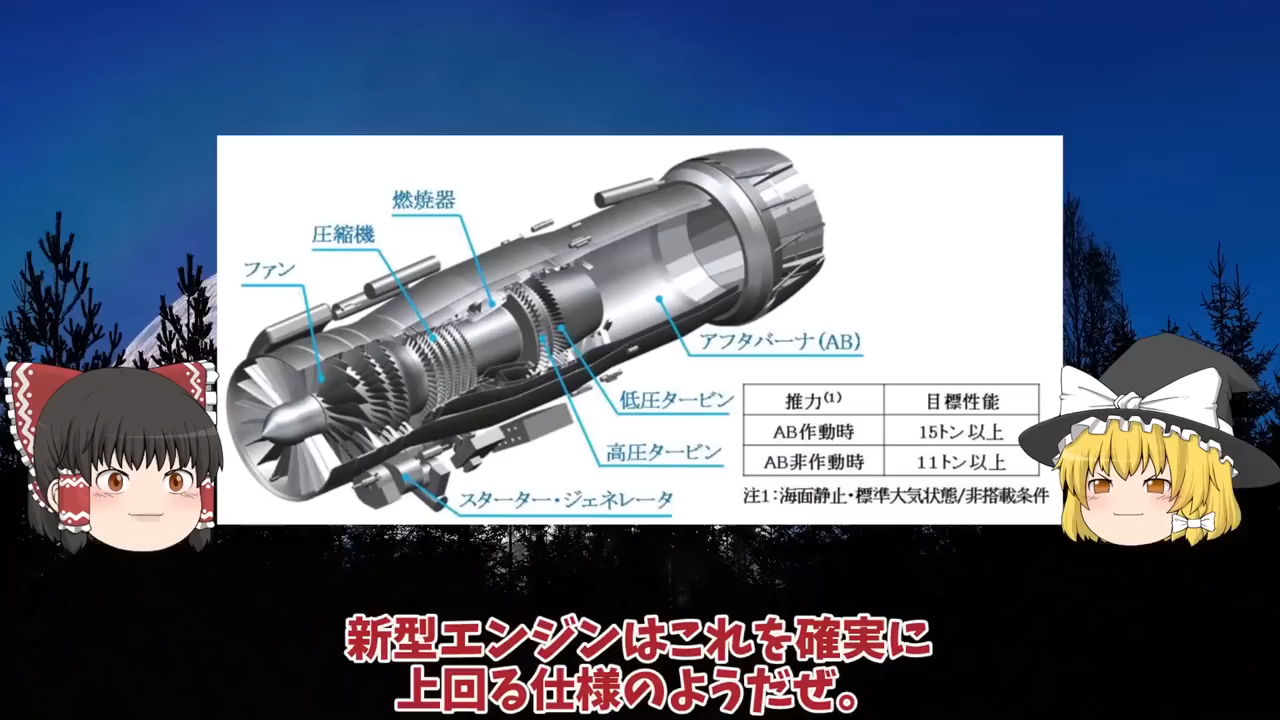 燃焼器
圧縮機
ファン
アフタバーナ(AB)
低圧タービン
高圧タービン
スターター・ジェネレータ
推力(1) 目標性能
AB作動時 15トン以上
AB非作動時 11トン以上
注1:海面静止・標準大気状態/非搭載条件
新型エンジンはこれを確実に
上回る仕様のようだぜ。